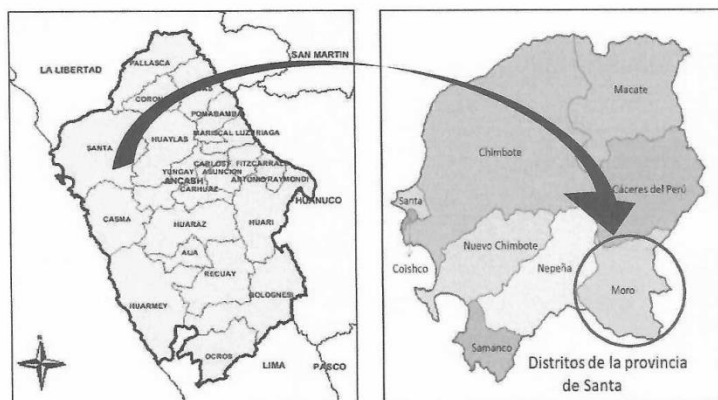 SAN MARTIN
LA LIBERTAD
PALLASCA
CORON
POMABAMBA
HUAYLAS
MARISCAL LUZURIAGA
SANTA
YUNGAY
CARLOS F
FITZCARRALD
ASUNCION
ANCASH
ANTONIO RAYMONDI
CARHUAZ
HUANUCO
CASMA
HUARAZ
HUARI
AIJA
RECUAY
HUARMEY
BOLOGNESI
N
OCROS
LIMA
PASCO
Macate
Chimbote
Cáceres del Perú
Santa
Nuevo Chimbote
Coishco
Nepeña
Moro
Samanco
Distritos de la provincia
de Santa